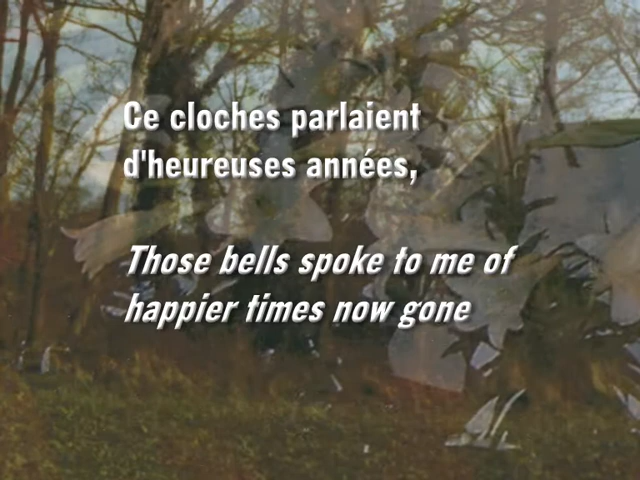 Ce cloches parlaient
d'heureuses années,
Those bells spoke to me of
happier times now gone